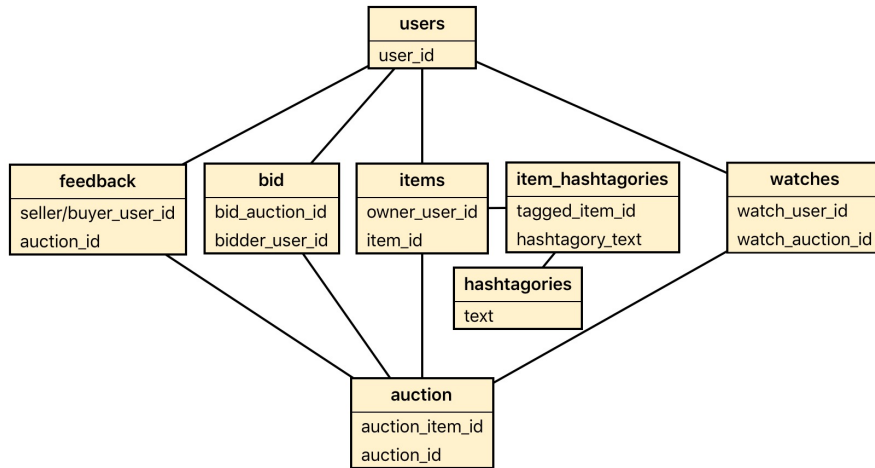 users
user_id
feedback
seller/buyer_user_id
auction_id
bid
bid_auction_id
bidder_user_id
items
owner_user_id
item_id
item_hashtagories
tagged_item_id
hashtagory_text
watches
watch_user_id
watch_auction_id
hashtagories
text
auction
auction_item_id
auction_id